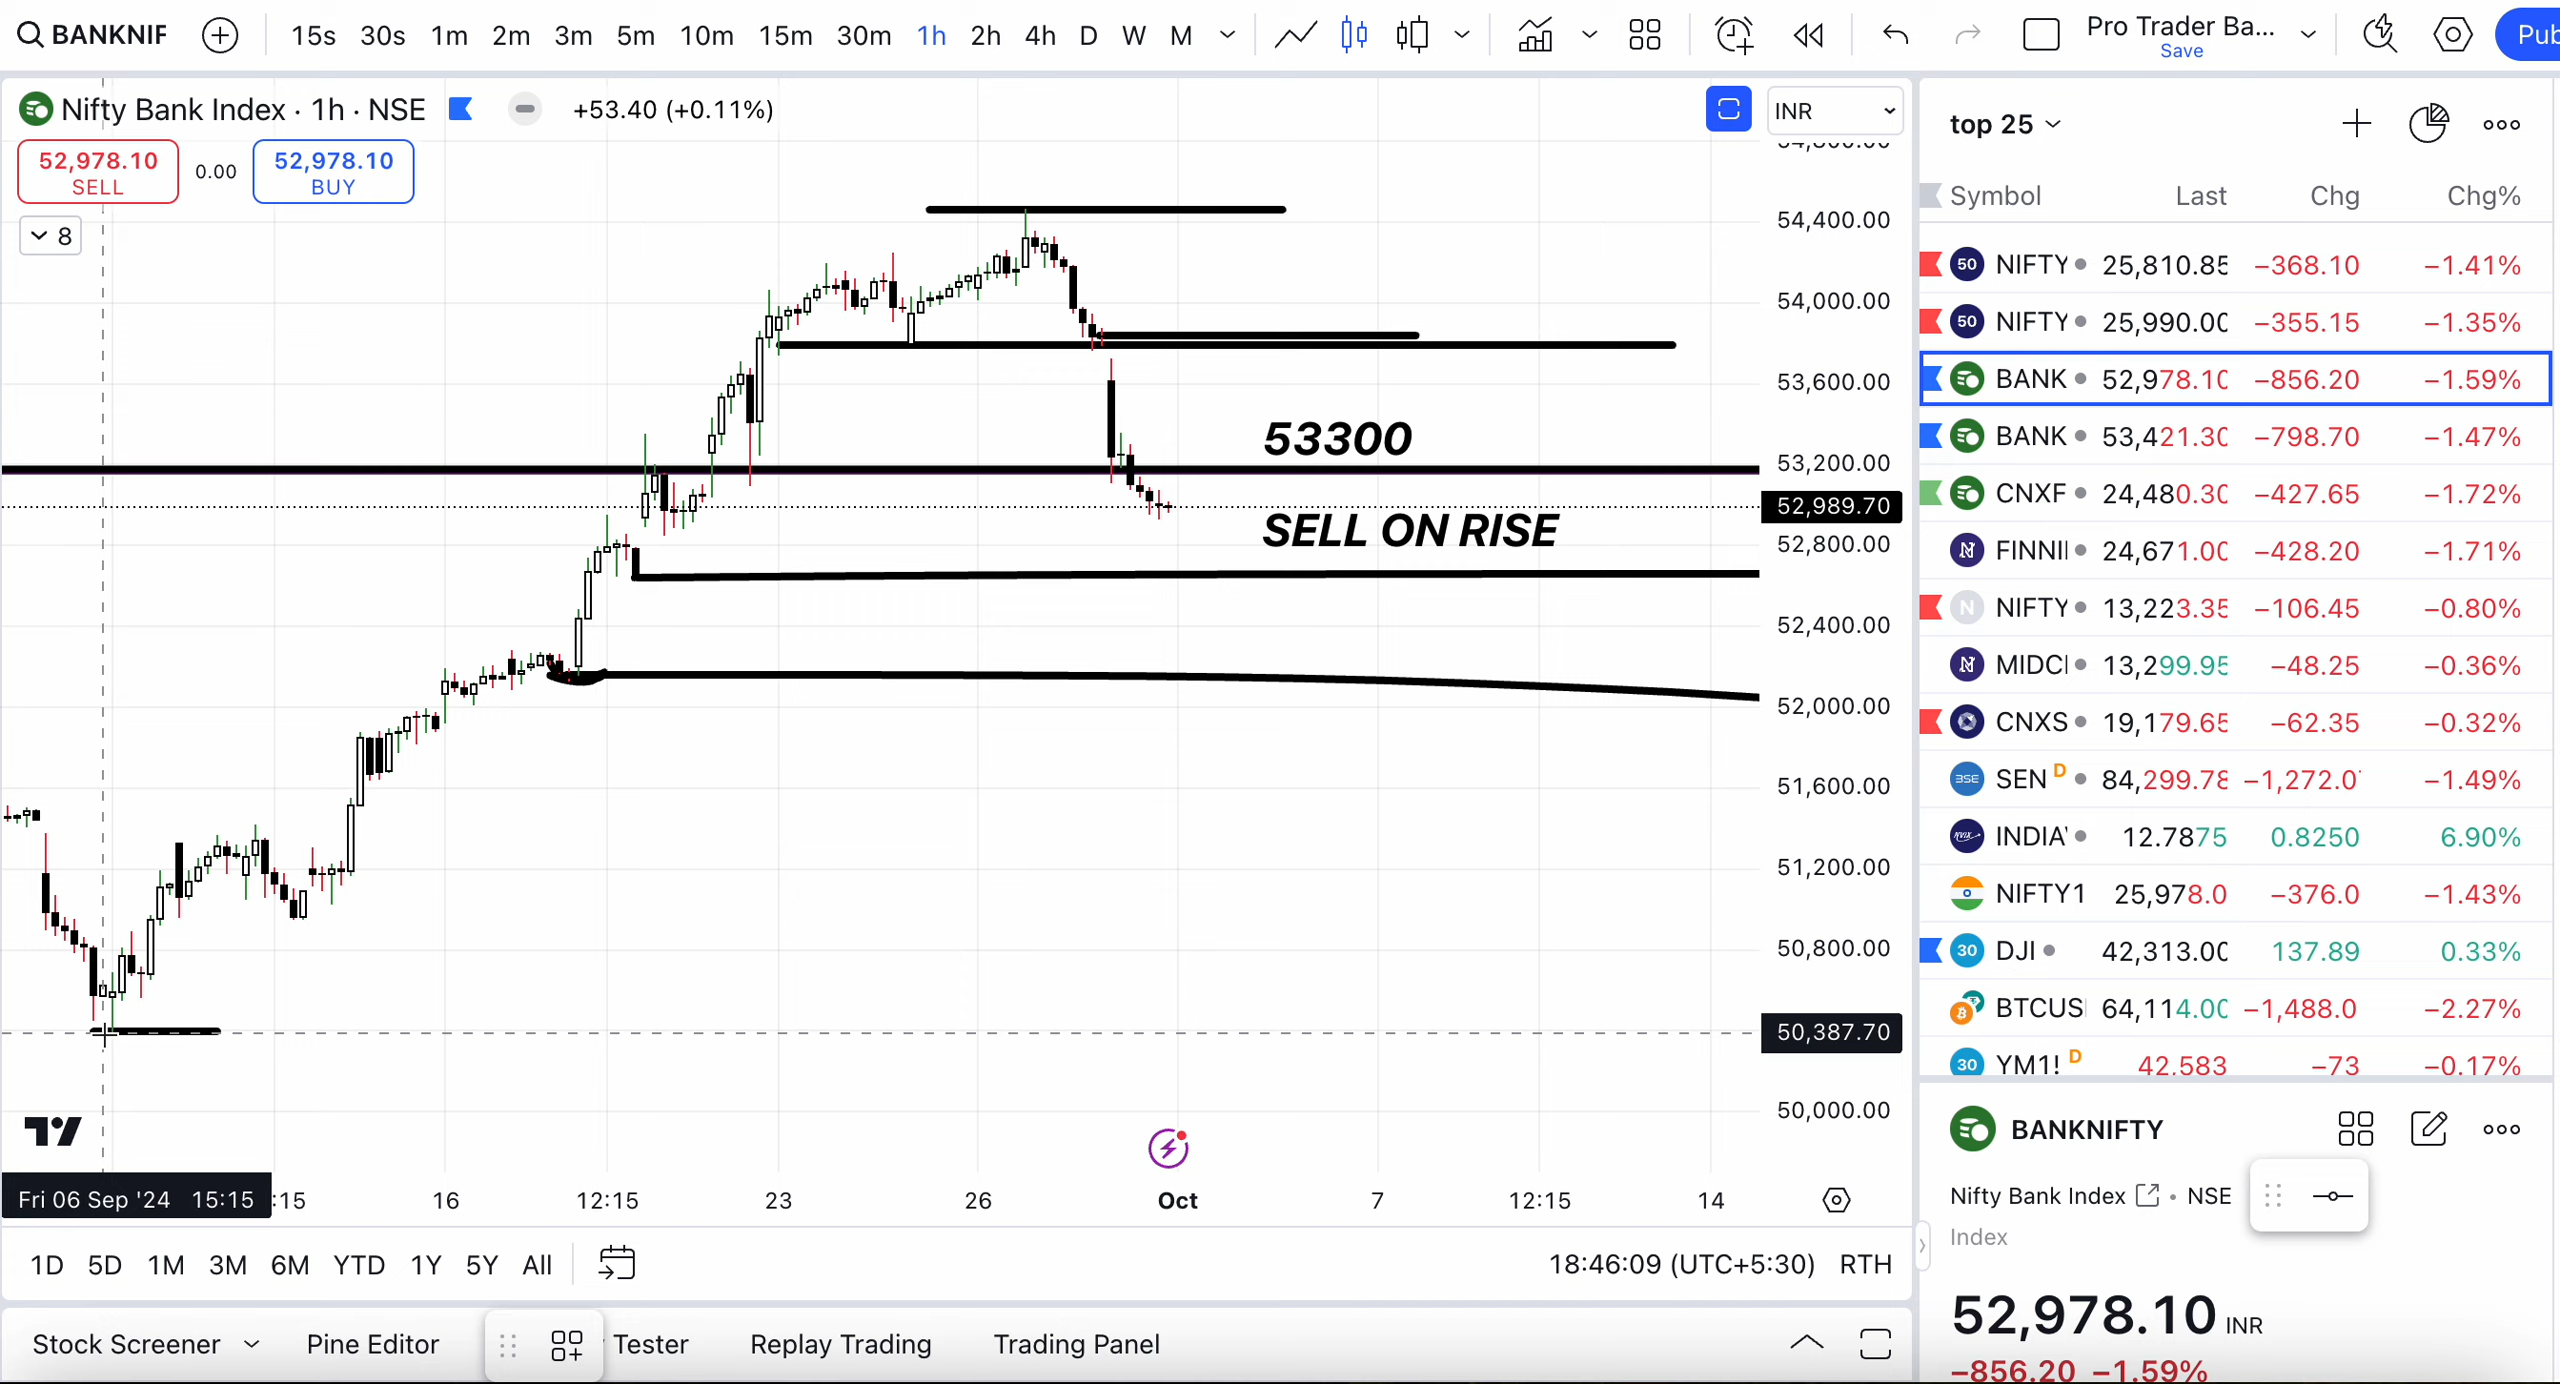 BANKNIF 15s 30s 1m 2m 3m 5m 10m 15m 30m 1h 2h 4h D W M Pro Trader Ba... Pub
Save
Nifty Bank Index · 1h · NSE +53.40 (+0.11%) INR
52,978.10 0.00 52,978.10
SELL BUY
8
54,400.00
54,000.00
53,600.00
53300
53,200.00
52,989.70
SELL ON RISE
52,800.00
52,400.00
52,000.00
51,600.00
51,200.00
50,800.00
50,387.70
50,000.00
Fri 06 Sep '24 15:15 :15 16 12:15 23 26 Oct 7 12:15 14
1D 5D 1M 3M 6M YTD 1Y 5Y All 18:46:09 (UTC+5:30) RTH
Stock Screener Pine Editor Tester Replay Trading Trading Panel
top 25
Symbol Last Chg Chg%
50 NIFTY 25,810.85 −368.10 −1.41%
50 NIFTY 25,990.00 −355.15 −1.35%
BANK 52,978.10 −856.20 −1.59%
BANK 53,421.30 −798.70 −1.47%
CNXF 24,480.30 −427.65 −1.72%
FINNI 24,671.00 −428.20 −1.71%
N NIFTY 13,223.35 −106.45 −0.80%
MIDC 13,299.95 −48.25 −0.36%
CNXS 19,179.65 −62.35 −0.32%
BSE SEN D 84,299.78 −1,272.0 −1.49%
INDIA 12.7875 0.8250 6.90%
NIFTY1 25,978.0 −376.0 −1.43%
30 DJI 42,313.00 137.89 0.33%
BTCUS 64,114.00 −1,488.0 −2.27%
30 YM1! D 42,583 −73 −0.17%
BANKNIFTY
Nifty Bank Index • NSE
Index
52,978.10 INR
−856.20 −1.59%